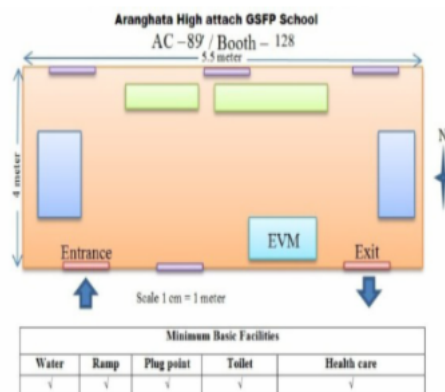 Aranghata High attach GSFP School
AC – 89 / Booth – 128
5.5 meter
4 meter
N
Entrance
EVM
Exit
Scale 1 cm = 1 meter
Minimum Basic Facilities
Water Ramp Plug point Toilet Health care
√ √ √ √ √